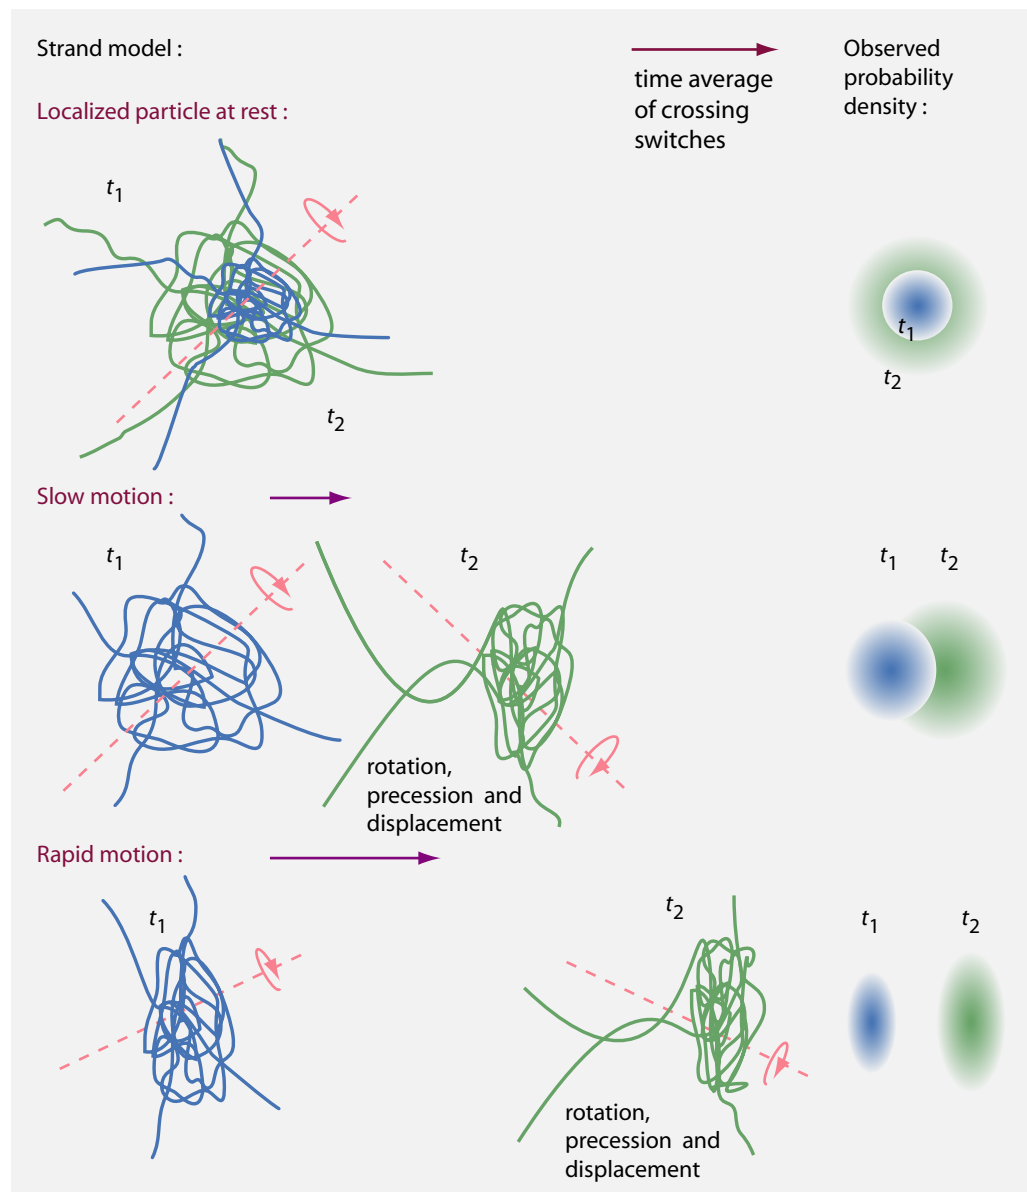 Strand model :
time average
of crossing
switches
Observed
probability
density :
Localized particle at rest :
t1
t2
t1
t2
Slow motion :
t1
t2
t1
t2
rotation,
precession and
displacement
Rapid motion :
t1
t2
t1
t2
rotation,
precession and
displacement